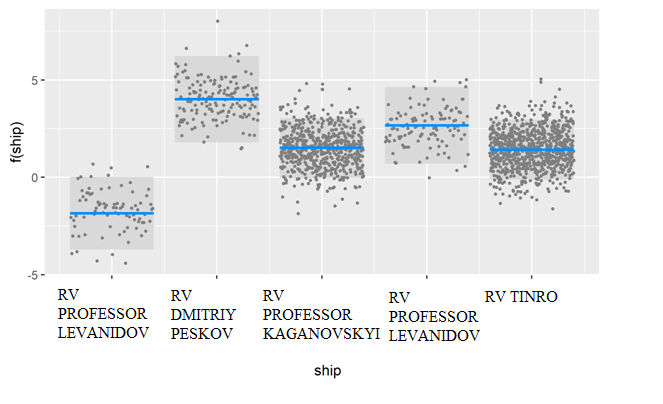 5
f(ship)
0
-5
RV
PROFESSOR
LEVANIDOV
RV
DMITRIY
PESKOV
RV
PROFESSOR
KAGANOVSKYI
RV
PROFESSOR
LEVANIDOV
RV TINRO
ship